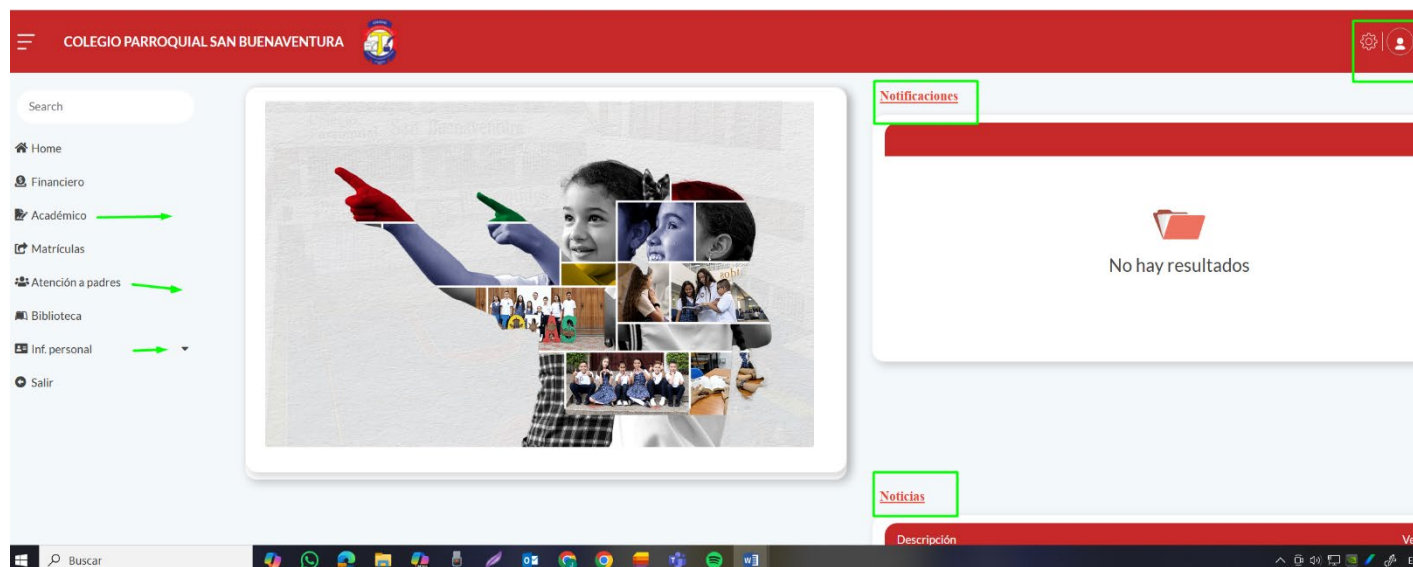 COLEGIO PARROQUIAL SAN BUENAVENTURA
Search
Home
Financiero
Académico
Matrículas
Atención a padres
Biblioteca
Inf. personal
Salir
Notificaciones
No hay resultados
Noticias
Descripción
Ve
Buscar